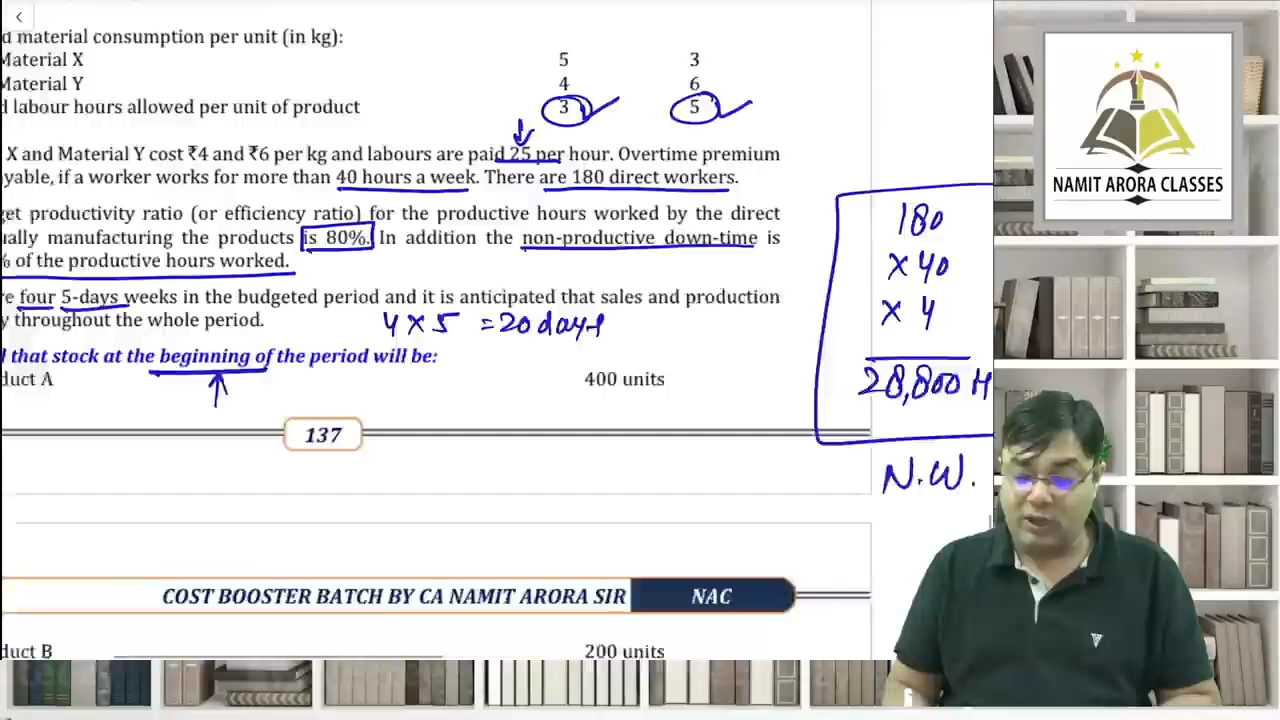 d material consumption per unit (in kg):
Material X 5 3
Material Y 4 6
d labour hours allowed per unit of product 3 5
X and Material Y cost ₹4 and ₹6 per kg and labours are paid 25 per hour. Overtime premium
yable, if a worker works for more than 40 hours a week. There are 180 direct workers.
get productivity ratio (or efficiency ratio) for the productive hours worked by the direct
ually manufacturing the products is 80%. In addition the non-productive down-time is
% of the productive hours worked.
re four 5-days weeks in the budgeted period and it is anticipated that sales and production
y throughout the whole period.
4 × 5 = 20 days
d that stock at the beginning of the period will be:
duct A 400 units
137
COST BOOSTER BATCH BY CA NAMIT ARORA SIR NAC
duct B 200 units
180
× 40
× 4
28,800 H
N.W.
NAMIT ARORA CLASSES